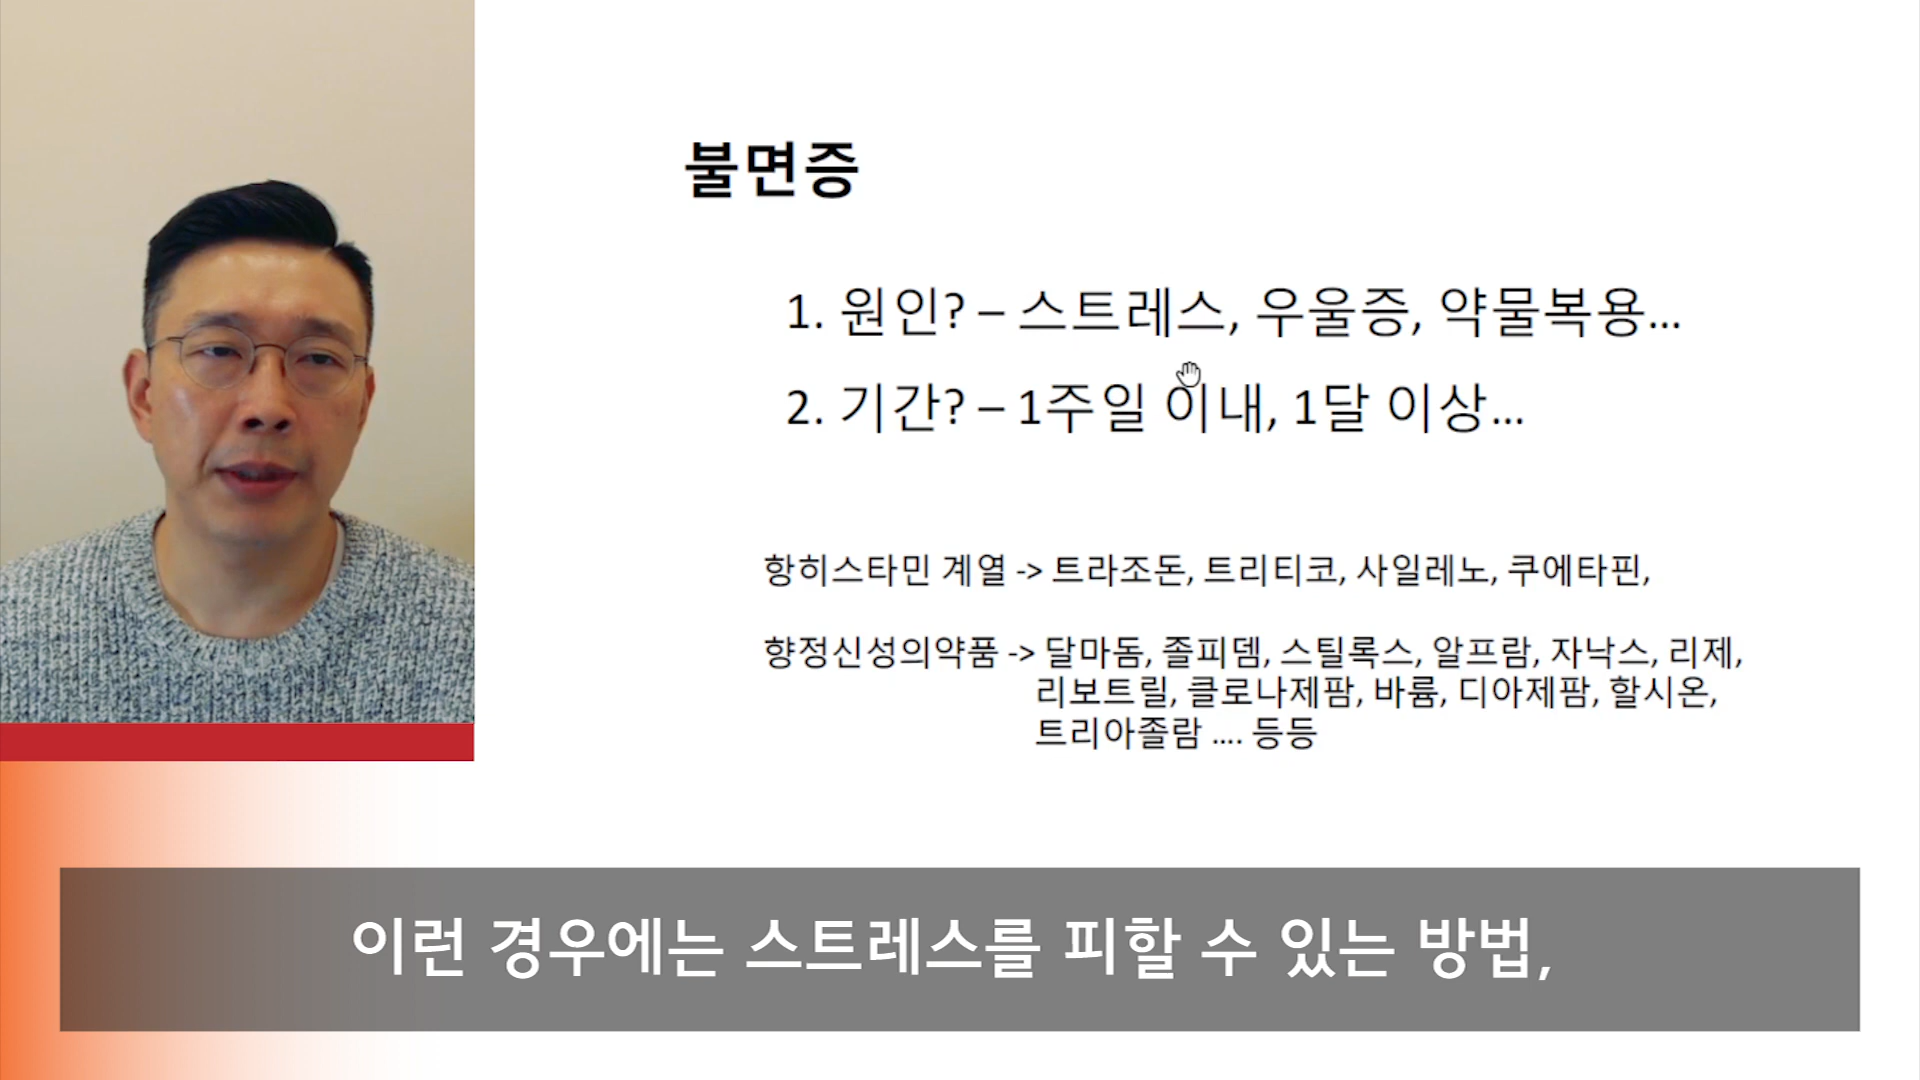 불면증
1. 원인? – 스트레스, 우울증, 약물복용...
2. 기간? – 1주일 이내, 1달 이상...
항히스타민 계열 -> 트라조돈, 트리티코, 사일레노, 쿠에타핀,
향정신성의약품 -> 달마돔, 졸피뎀, 스틸록스, 알프람, 자낙스, 리제,
리보트릴, 클로나제팜, 바륨, 디아제팜, 할시온,
트리아졸람 .... 등등
이런 경우에는 스트레스를 피할 수 있는 방법,